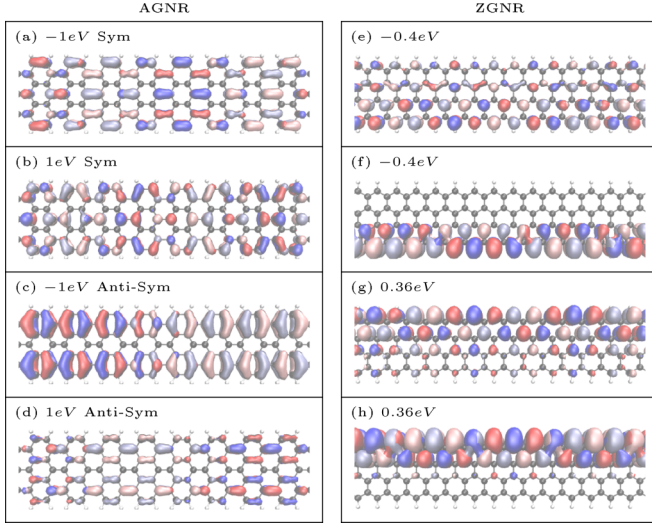 AGNR
ZGNR
(a) −1eV Sym
(b) 1eV Sym
(c) −1eV Anti-Sym
(d) 1eV Anti-Sym
(e) −0.4eV
(f) −0.4eV
(g) 0.36eV
(h) 0.36eV